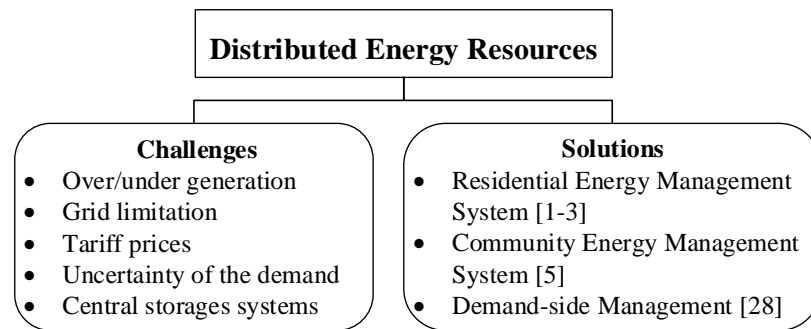 Distributed Energy Resources
Challenges
• Over/under generation
• Grid limitation
• Tariff prices
• Uncertainty of the demand
• Central storages systems
Solutions
• Residential Energy Management
System [1-3]
• Community Energy Management
System [5]
• Demand-side Management [28]